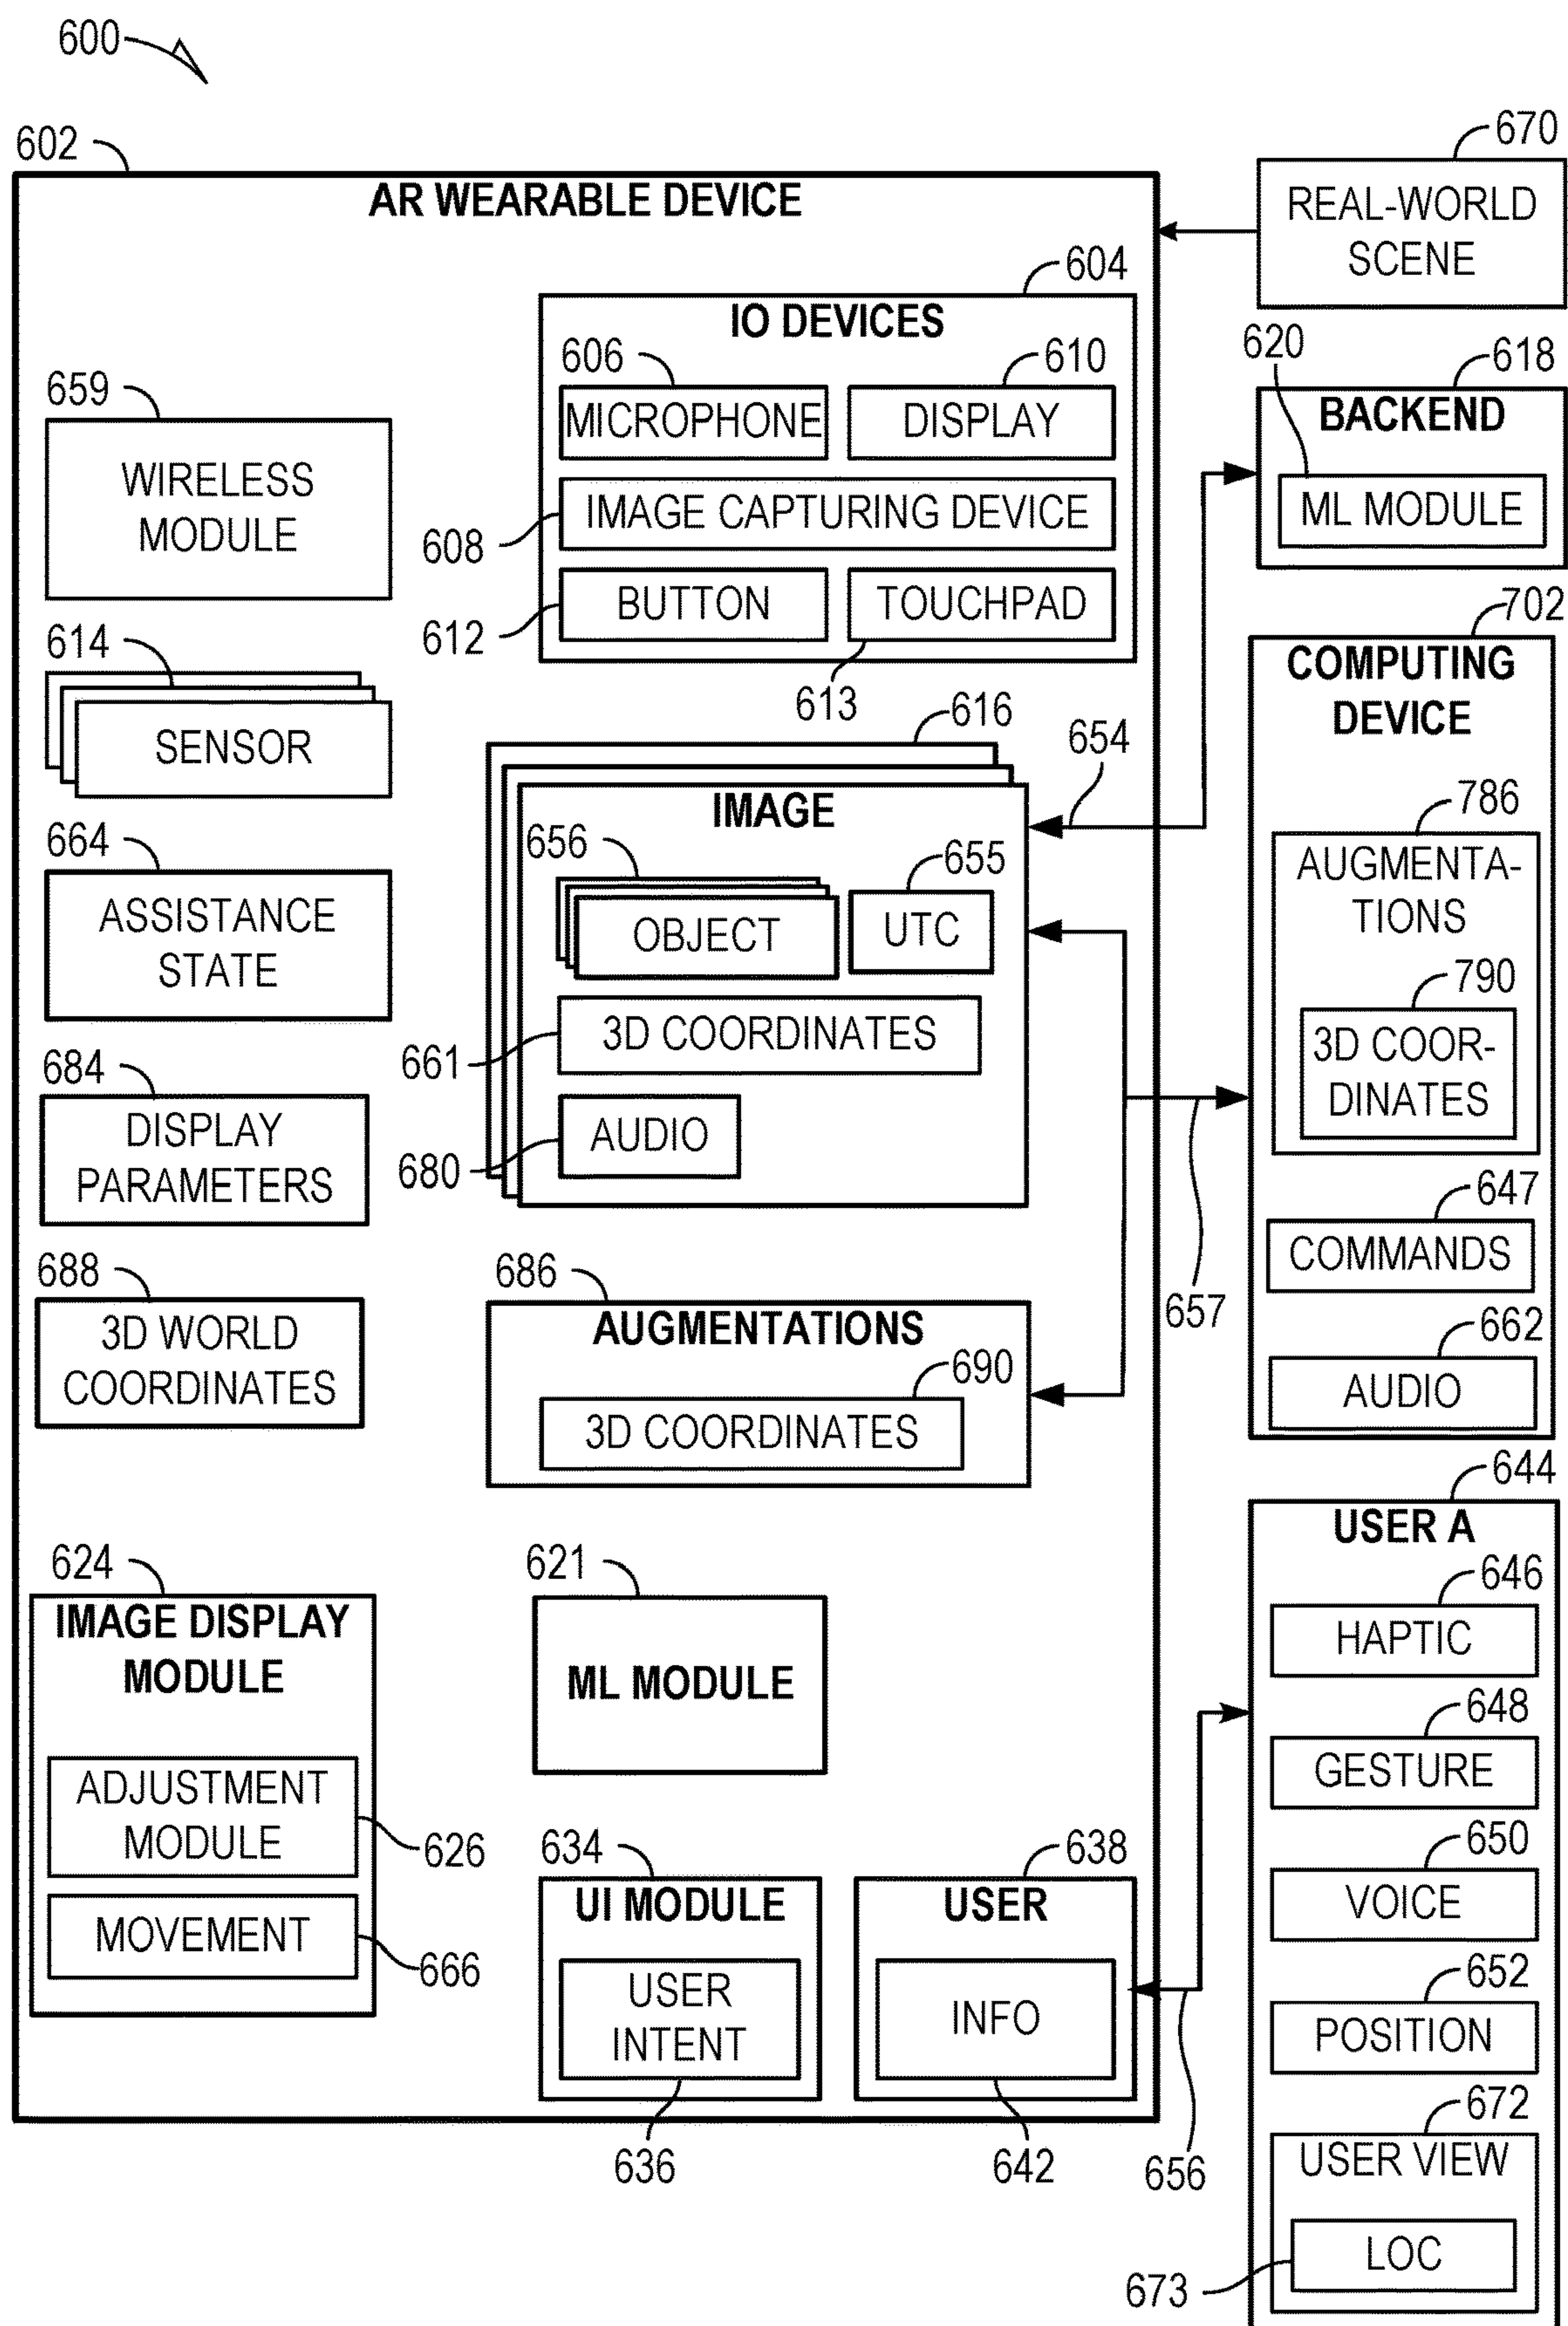 600
602
AR WEARABLE DEVICE
670
REAL-WORLD
SCENE
604
IO DEVICES
606
MICROPHONE
610
DISPLAY
608
IMAGE CAPTURING DEVICE
612
BUTTON
613
TOUCHPAD
620
618
BACKEND
ML MODULE
659
WIRELESS
MODULE
614
SENSOR
664
ASSISTANCE
STATE
684
DISPLAY
PARAMETERS
688
3D WORLD
COORDINATES
616
IMAGE
654
656
OBJECT
655
UTC
661
3D COORDINATES
680
AUDIO
686
AUGMENTATIONS
690
3D COORDINATES
657
702
COMPUTING
DEVICE
786
AUGMENTA-
TIONS
790
3D COOR-
DINATES
647
COMMANDS
662
AUDIO
624
IMAGE DISPLAY
MODULE
ADJUSTMENT
MODULE
626
MOVEMENT
666
621
ML MODULE
634
UI MODULE
USER
INTENT
636
638
USER
INFO
642
656
644
USER A
646
HAPTIC
648
GESTURE
650
VOICE
652
POSITION
672
USER VIEW
LOC
673